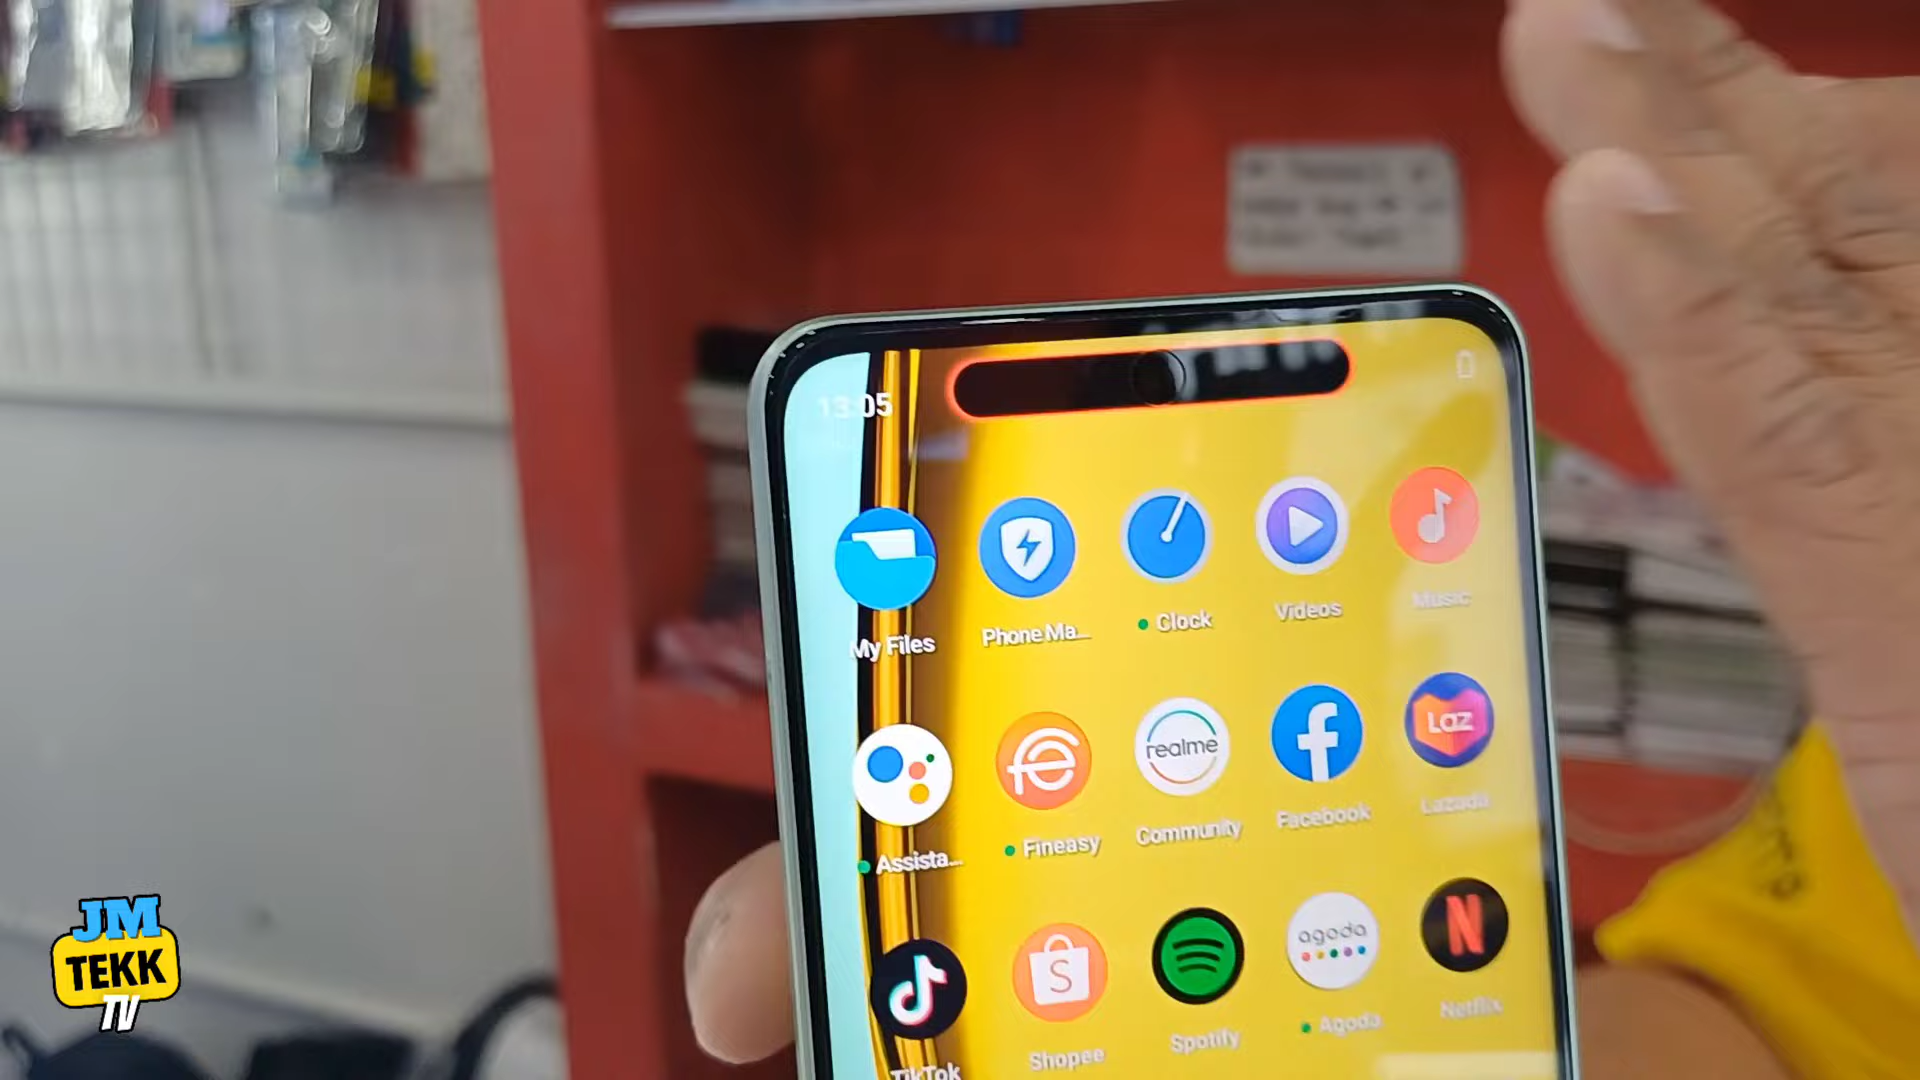 13:05
My Files
Phone Ma...
Clock
Videos
Music
Assista...
Fineasy
realme
Community
Facebook
Laz
Lazada
TikTok
Shopee
Spotify
agoda
Agoda
Netflix
JM
TEKK
TV